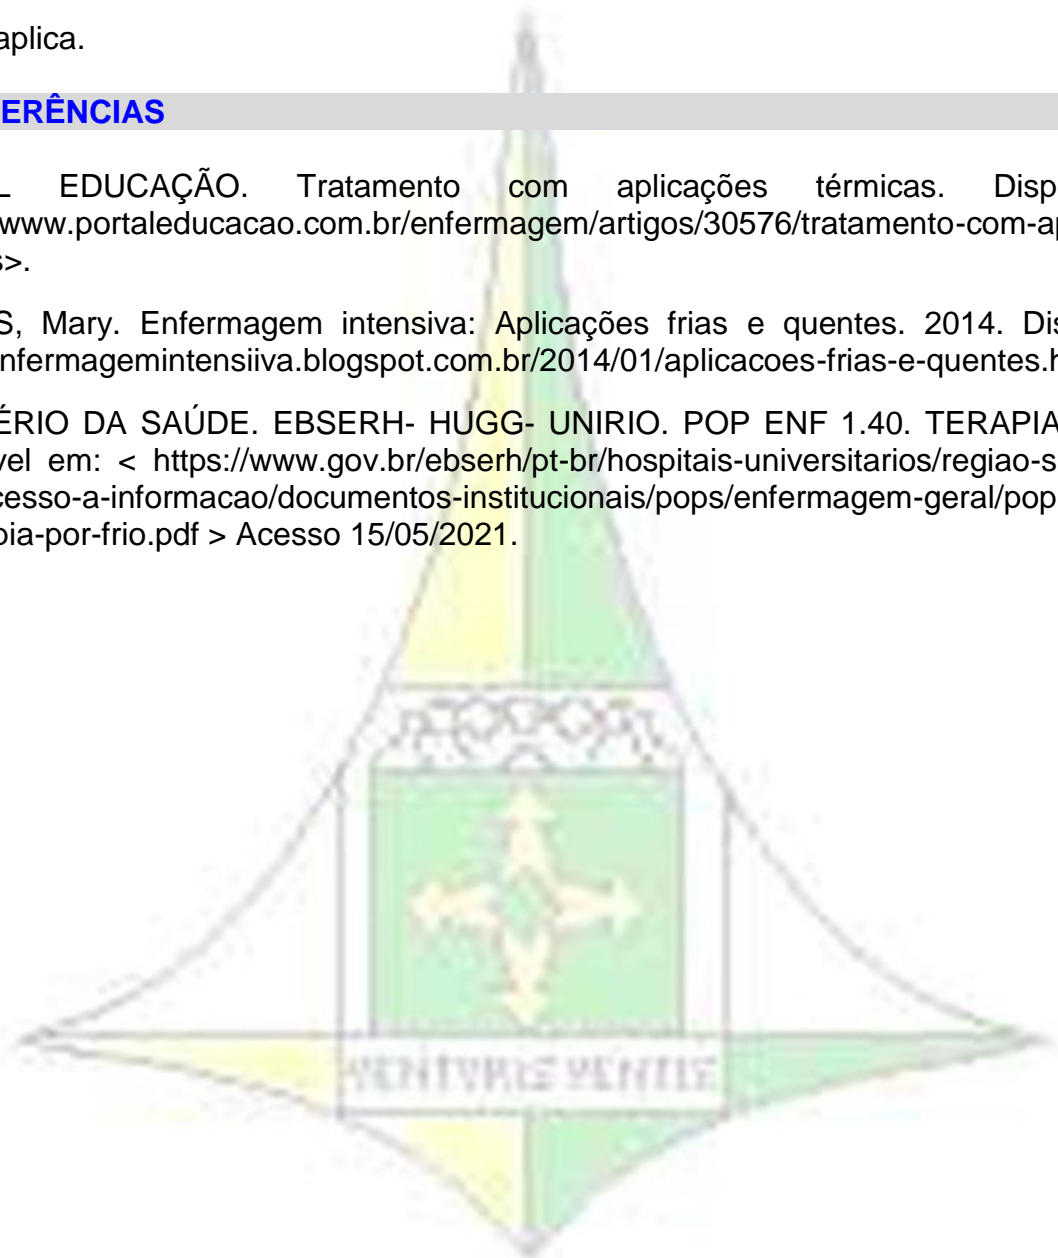 aplica.
ERÊNCIAS
L EDUCAÇÃO. Tratamento com aplicações térmicas. Disp
www.portaleducacao.com.br/enfermagem/artigos/30576/tratamento-com-ap
s>.
S, Mary. Enfermagem intensiva: Aplicações frias e quentes. 2014. Dis
nfermagemintensiiva.blogspot.com.br/2014/01/aplicacoes-frias-e-quentes.h
ÉRIO DA SAÚDE. EBSERH- HUGG- UNIRIO. POP ENF 1.40. TERAPIA
vel em: < https://www.gov.br/ebserh/pt-br/hospitais-universitarios/regiao-s
cesso-a-informacao/documentos-institucionais/pops/enfermagem-geral/pop
pia-por-frio.pdf > Acesso 15/05/2021.
VENTVRIS VENTIS